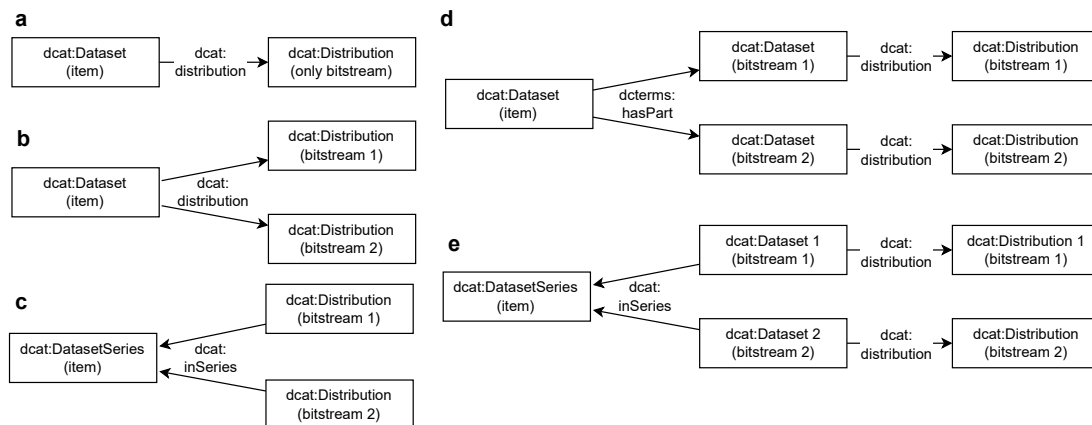 a
dcat:Dataset
(item)
dcat:
distribution
dcat:Distribution
(only bitstream)
b
dcat:Dataset
(item)
dcat:
distribution
dcat:Distribution
(bitstream 1)
dcat:Distribution
(bitstream 2)
c
dcat:DatasetSeries
(item)
dcat:
inSeries
dcat:Distribution
(bitstream 1)
dcat:Distribution
(bitstream 2)
d
dcat:Dataset
(item)
dcterms:
hasPart
dcat:Dataset
(bitstream 1)
dcat:
distribution
dcat:Distribution
(bitstream 1)
dcat:Dataset
(bitstream 2)
dcat:
distribution
dcat:Distribution
(bitstream 2)
e
dcat:DatasetSeries
(item)
dcat:
inSeries
dcat:Dataset 1
(bitstream 1)
dcat:
distribution
dcat:Distribution 1
(bitstream 1)
dcat:Dataset 2
(bitstream 2)
dcat:
distribution
dcat:Distribution
(bitstream 2)